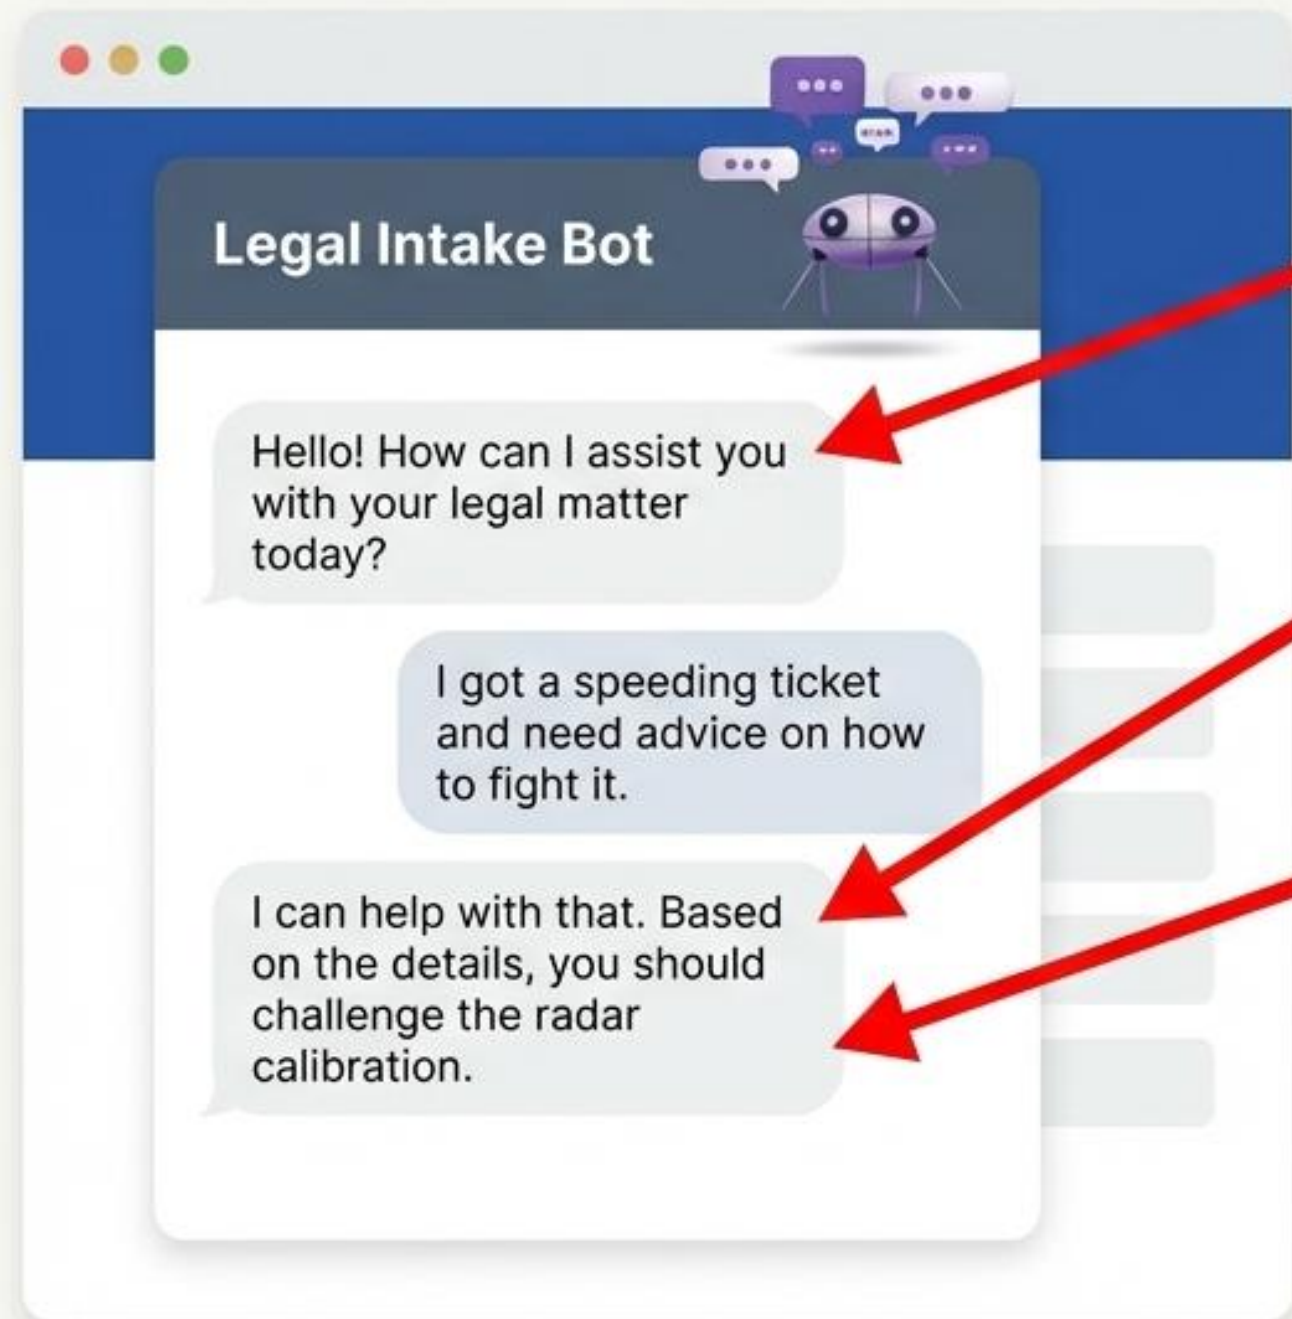 Legal Intake Bot
Hello! How can I assist you
with your legal matter
today?
I got a speeding ticket
and need advice on how
to fight it.
I can help with that. Based
on the details, you should
challenge the radar
calibration.